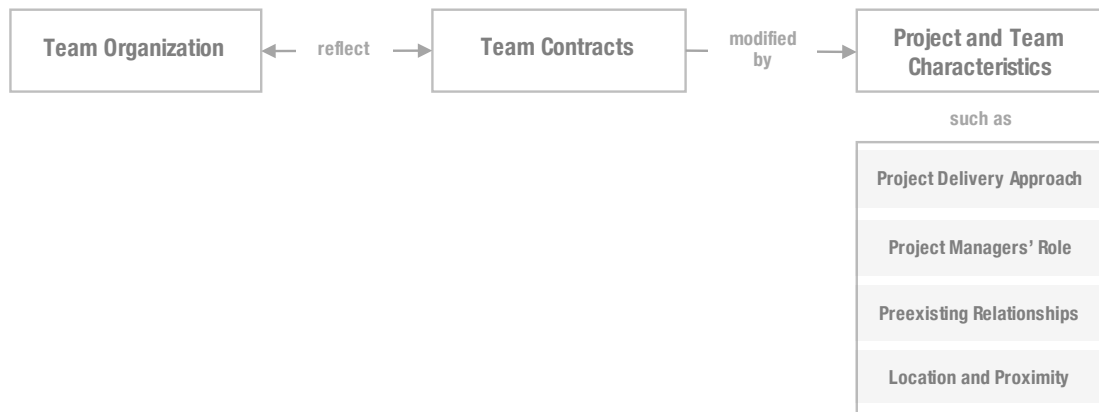 Team Organization
reflect
Team Contracts
modified
by
Project and Team
Characteristics
such as
Project Delivery Approach
Project Managers’ Role
Preexisting Relationships
Location and Proximity